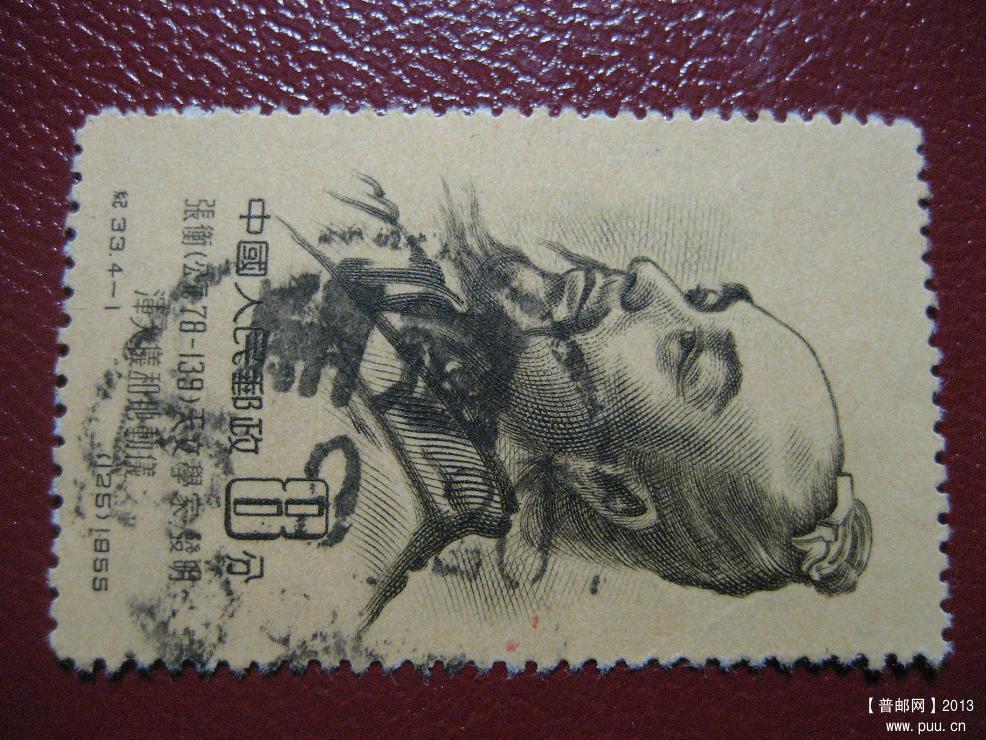 中國人民郵政 8分
張衡(公元78-139)天文學家發明
渾天儀和地動儀
紀33.4-1 (125)1955
【普邮网】2013
www.puu.cn